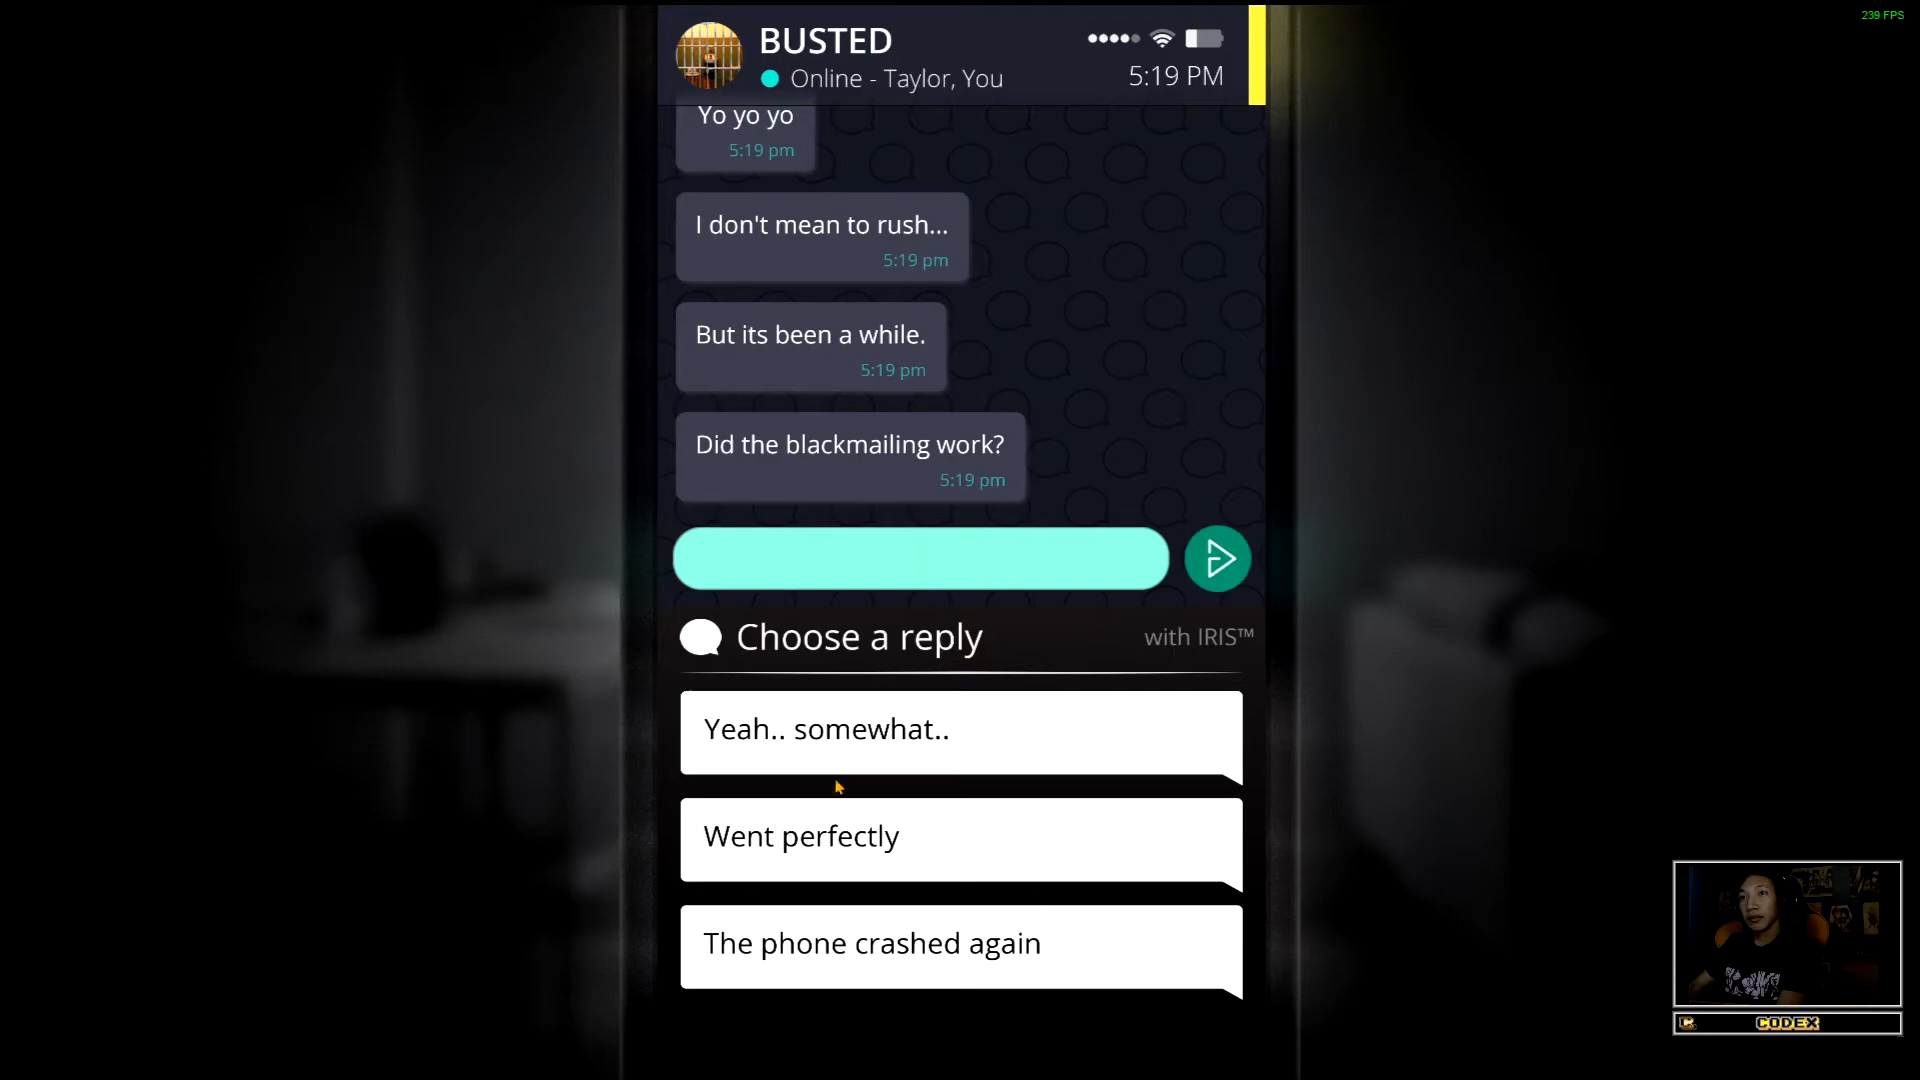 239 FPS
BUSTED
Online - Taylor, You
5:19 PM
Yo yo yo
5:19 pm
I don't mean to rush...
5:19 pm
But its been a while.
5:19 pm
Did the blackmailing work?
5:19 pm
Choose a reply
with IRIS™
Yeah.. somewhat..
Went perfectly
The phone crashed again
CODEX